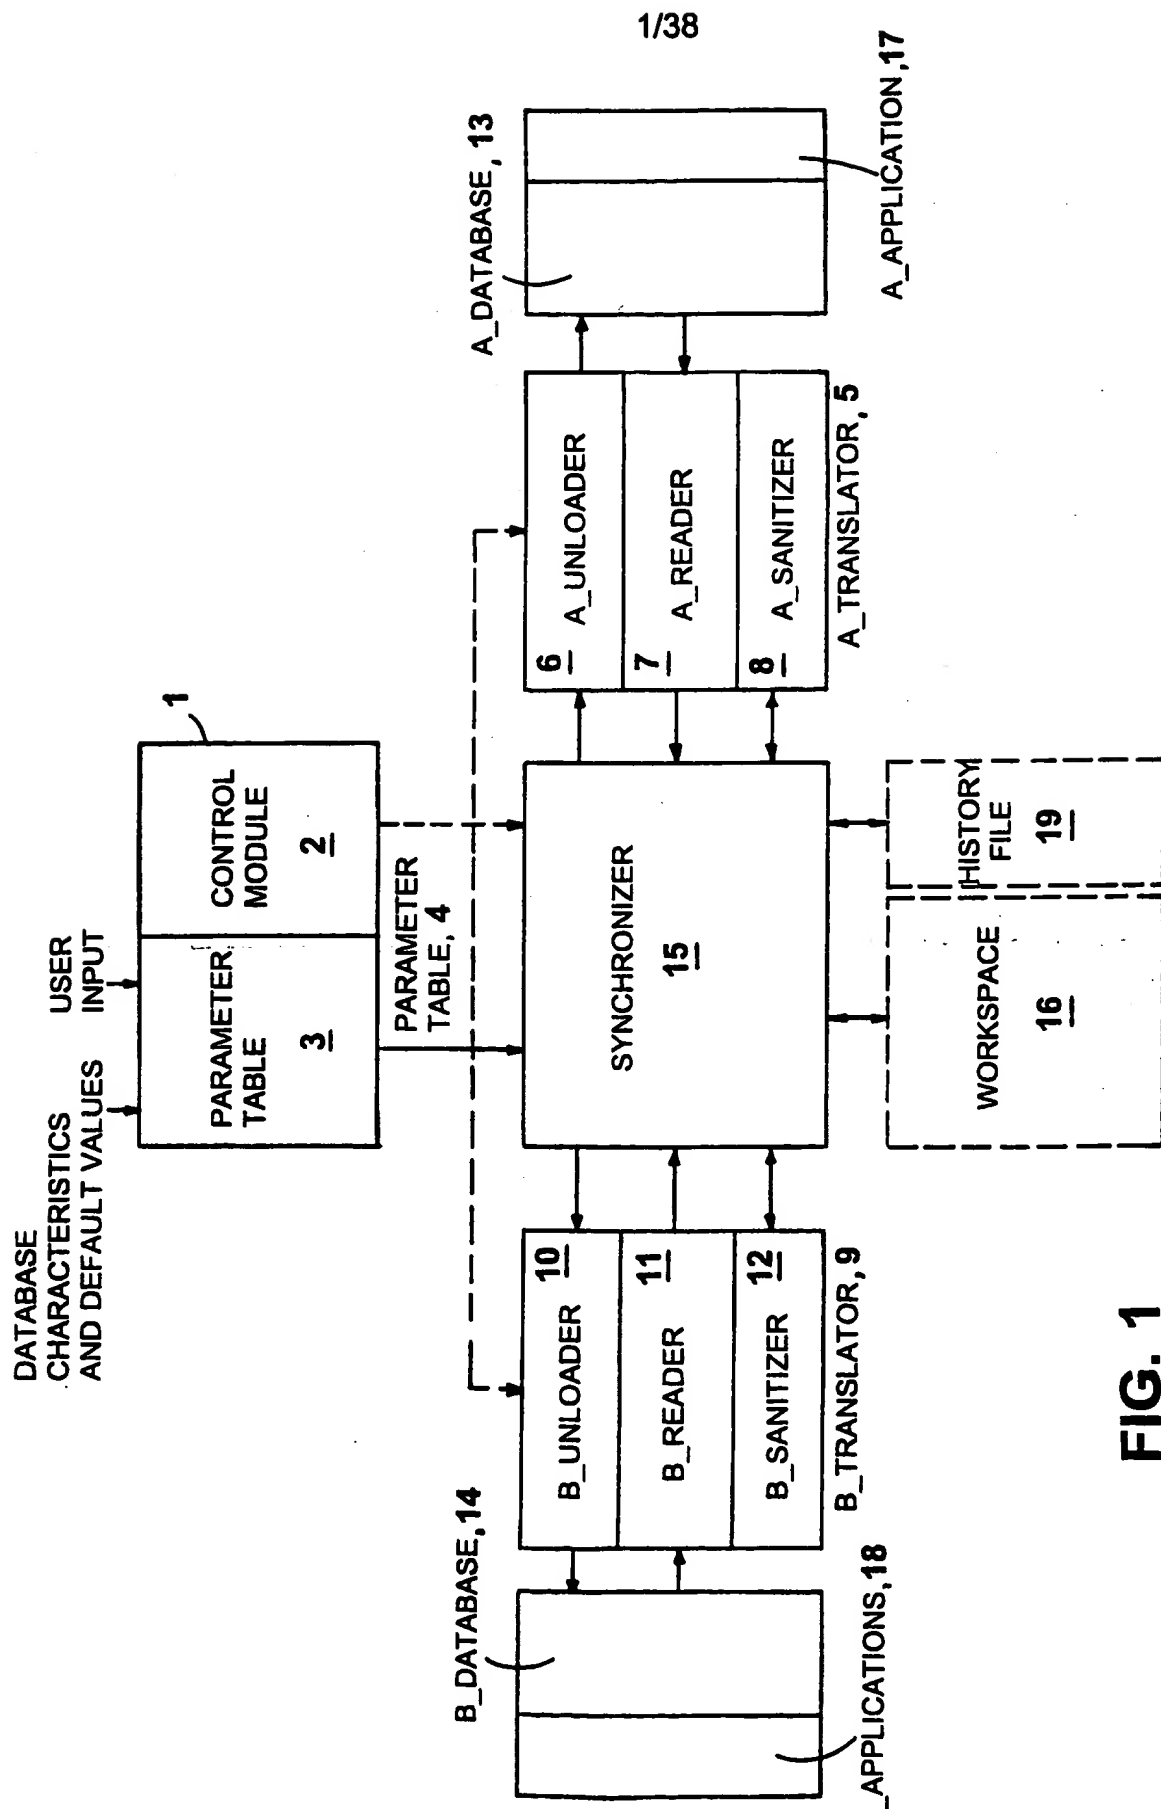 1/38
DATABASE
CHARACTERISTICS
AND DEFAULT VALUES
USER
INPUT
PARAMETER
TABLE
3
CONTROL
MODULE
2
1
PARAMETER
TABLE, 4
B_DATABASE,14
_APPLICATIONS,18
B_UNLOADER
10
B_READER
11
B_SANITIZER
12
B_TRANSLATOR, 9
SYNCHRONIZER
15
6
A_UNLOADER
7
A_READER
8
A_SANITIZER
A_TRANSLATOR, 5
A_DATABASE, 13
A_APPLICATION,17
WORKSPACE
16
HISTORY
FILE
19
FIG. 1